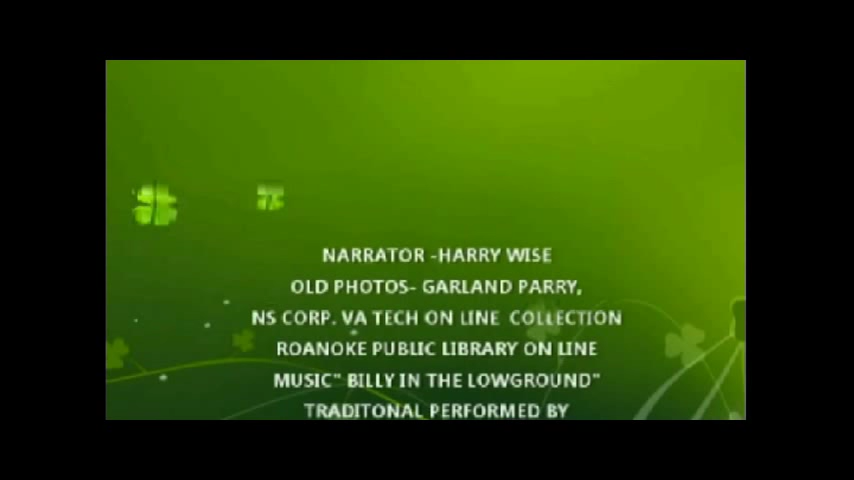 NARRATOR -HARRY WISE
OLD PHOTOS- GARLAND PARRY,
NS CORP. VA TECH ON LINE  COLLECTION
ROANOKE PUBLIC LIBRARY ON LINE
MUSIC" BILLY IN THE LOWGROUND"
TRADITONAL PERFORMED BY